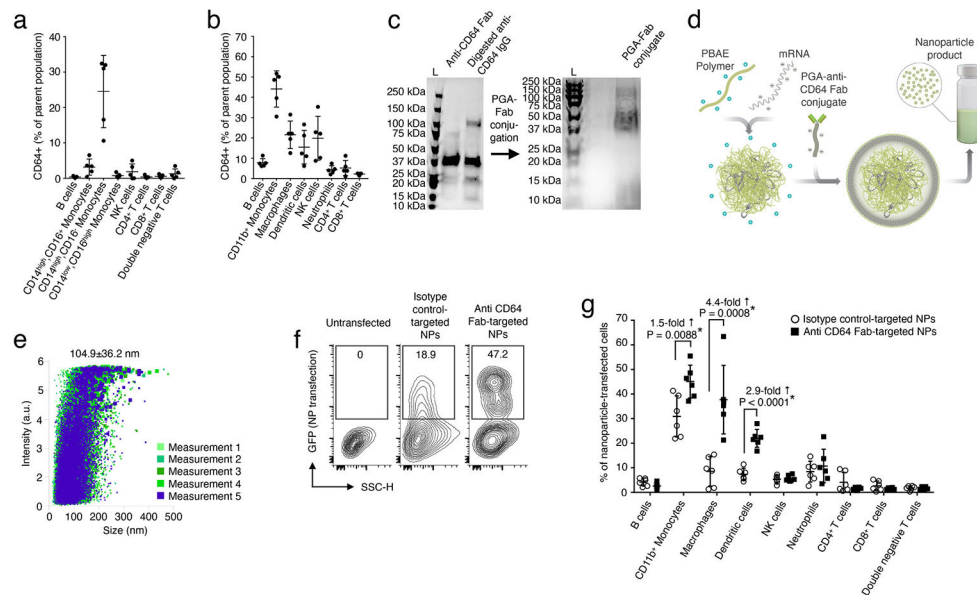 a
CD64+ (% of parent population)
40
35
30
25
20
15
10
5
0
B cells
CD14high,CD16+ Monocytes
CD14high,CD16- Monocytes
CD14low,CD16high Monocytes
NK cells
CD4+ T cells
CD8+ T cells
Double negative T cells
b
CD64+ (% of parent population)
70
60
50
40
30
20
10
0
B cells
CD11b+ Monocytes
Macrophages
Dendritic cells
NK cells
Neutrophils
CD4+ T cells
CD8+ T cells
c
Anti-CD64 Fab
Digested anti-
CD64 IgG
L
250 kDa
150 kDa
100 kDa
75 kDa
50 kDa
37 kDa
25 kDa
20 kDa
15 kDa
10 kDa
PGA-
Fab
conju-
gation
PGA-Fab
conjugate
L
250 kDa
150 kDa
100 kDa
75 kDa
50 kDa
37 kDa
25 kDa
20 kDa
15 kDa
10 kDa
d
PBAE
Polymer
mRNA
PGA-anti-
CD64 Fab
conjugate
Nanoparticle
product
e
104.9±36.2 nm
Intensity (a.u.)
6
5
4
3
2
1
0
0
100
200
300
400
500
Size (nm)
Measurement 1
Measurement 2
Measurement 3
Measurement 4
Measurement 5
f
Untransfected
Isotype
control-
targeted
NPs
Anti CD64
Fab-targeted
NPs
0
18.9
47.2
GFP (NP transfection)
SSC-H
g
Isotype control-targeted NPs
Anti CD64 Fab-targeted NPs
1.5-fold ↑
P = 0.0088*
4.4-fold ↑
P = 0.0008*
2.9-fold ↑
P < 0.0001*
% of nanoparticle-transfected cells
70
60
50
40
30
20
10
0
B cells
CD11b+ Monocytes
Macrophages
Dendritic cells
NK cells
Neutrophils
CD4+ T cells
CD8+ T cells
Double negative T cells